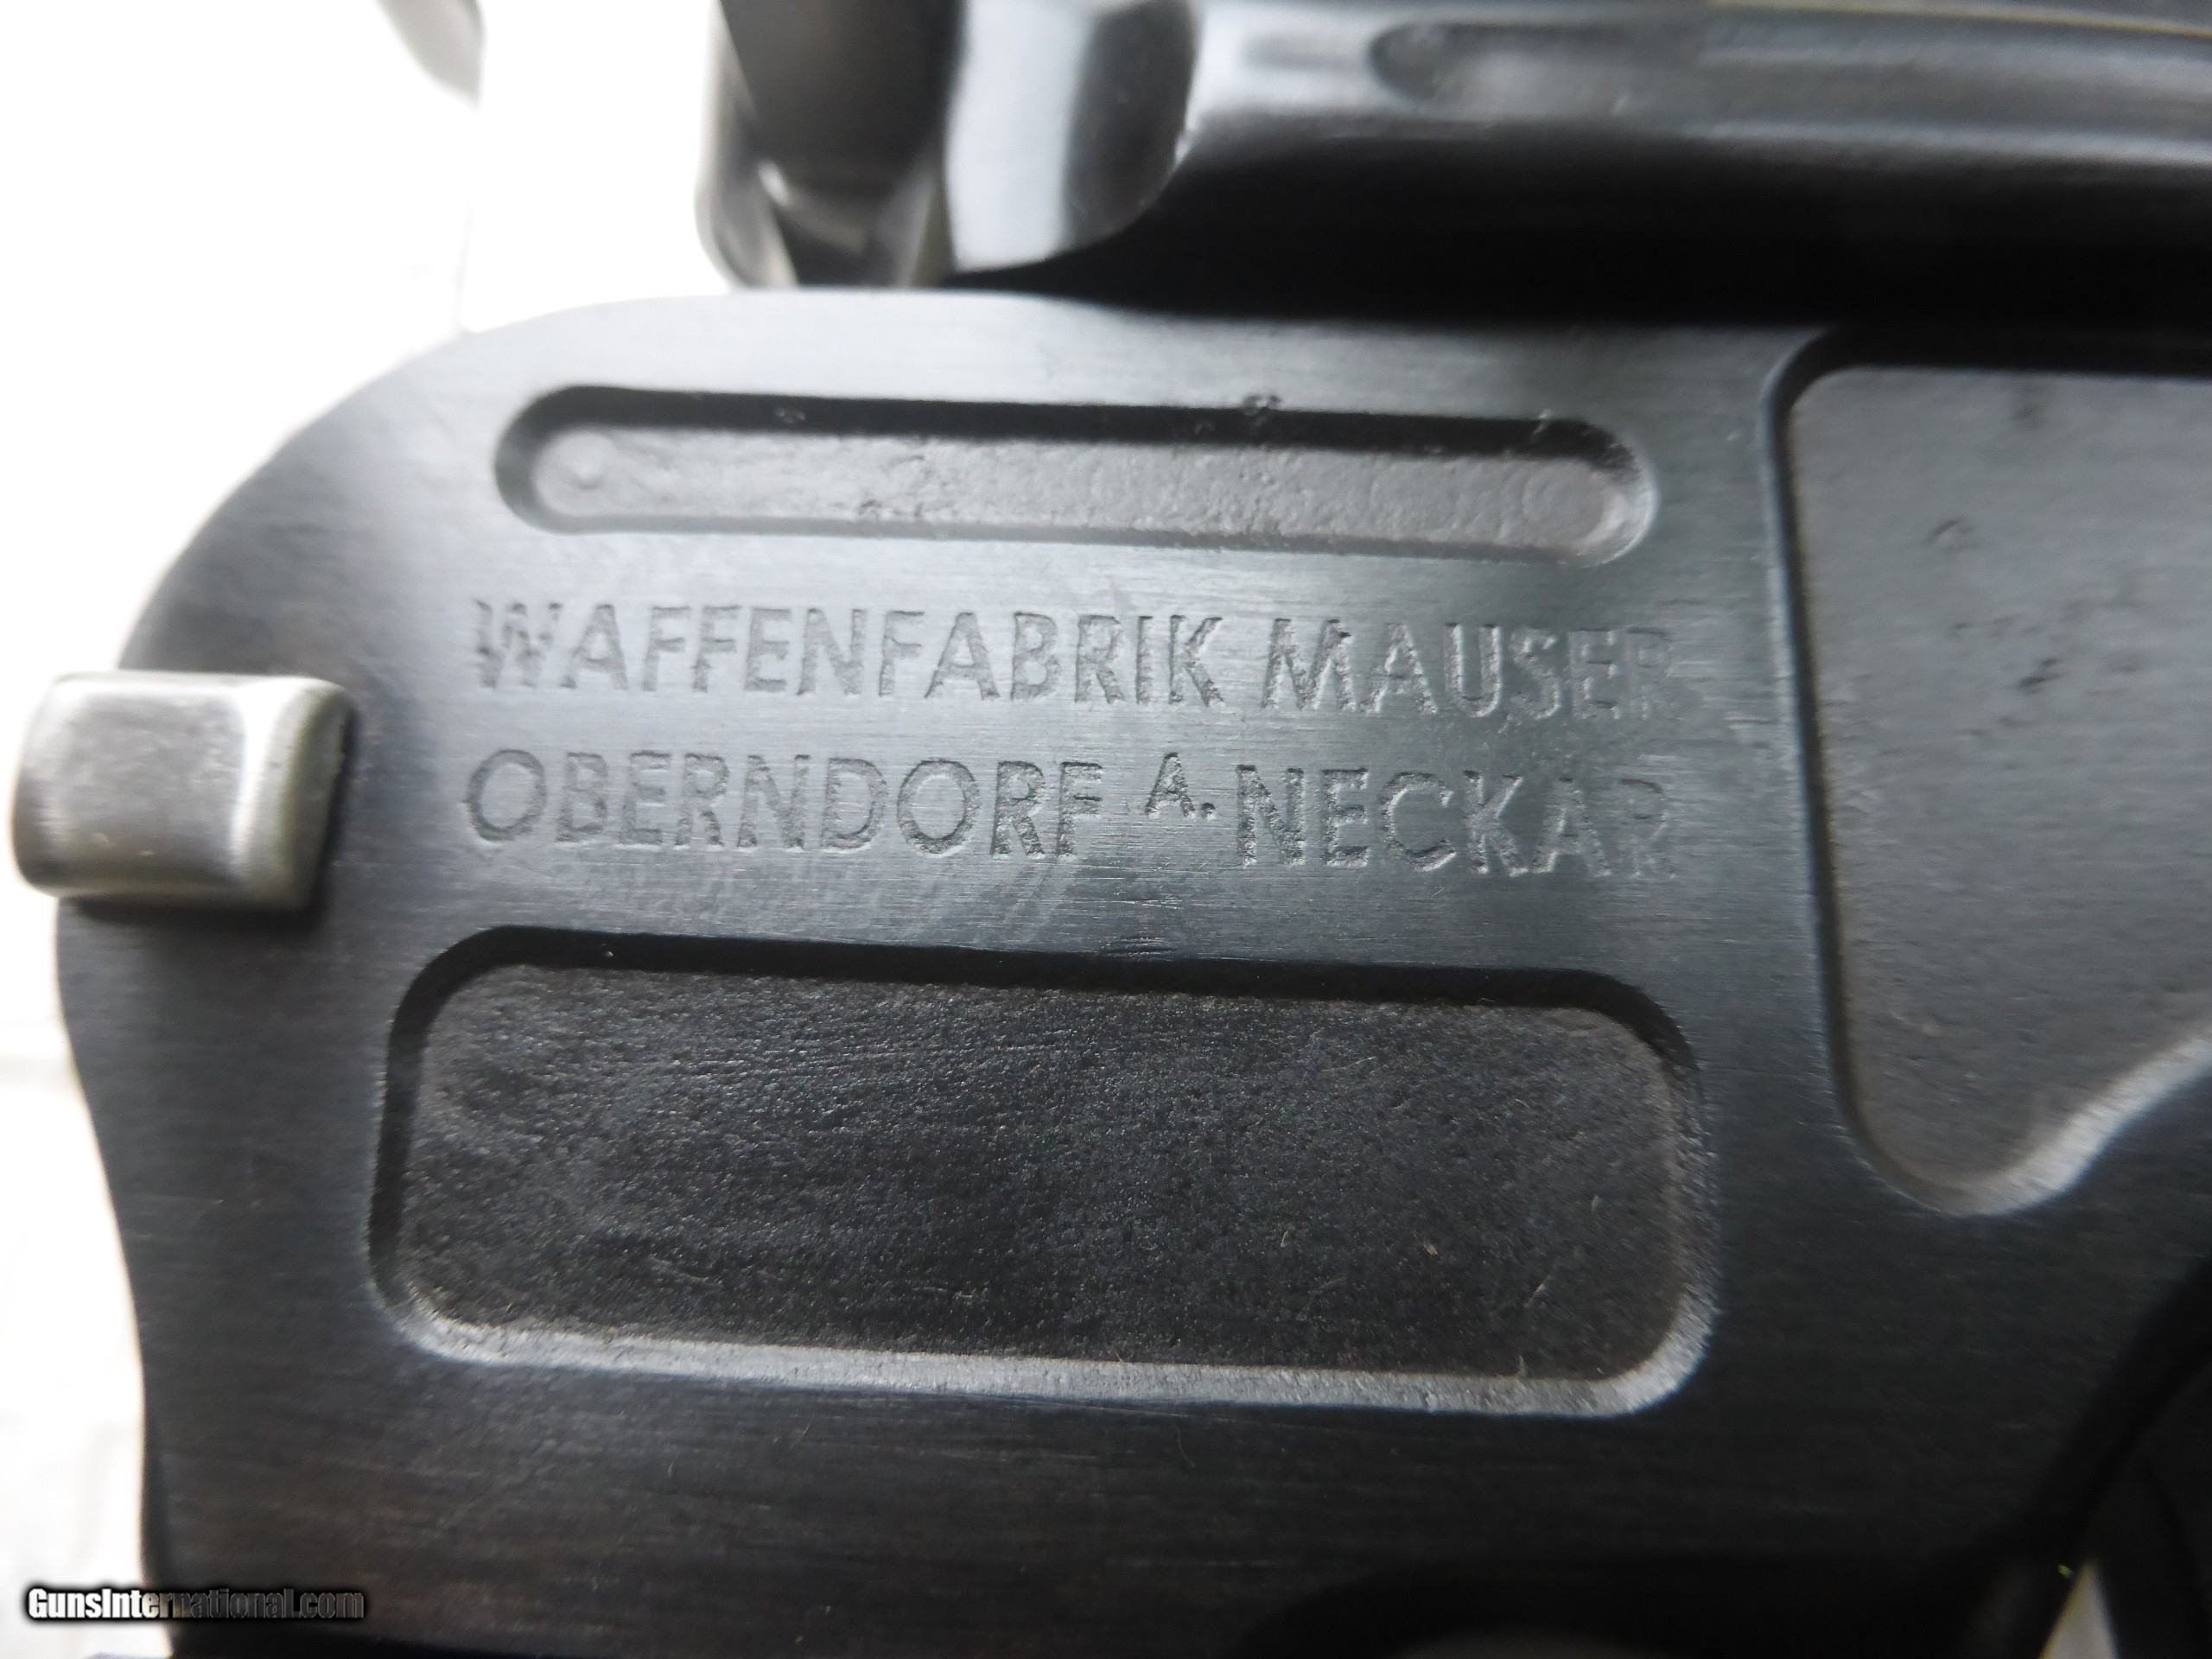 WAFFENFABRIK MAUSER
OBERNDORF A. NECKAR
GunsInternational.com